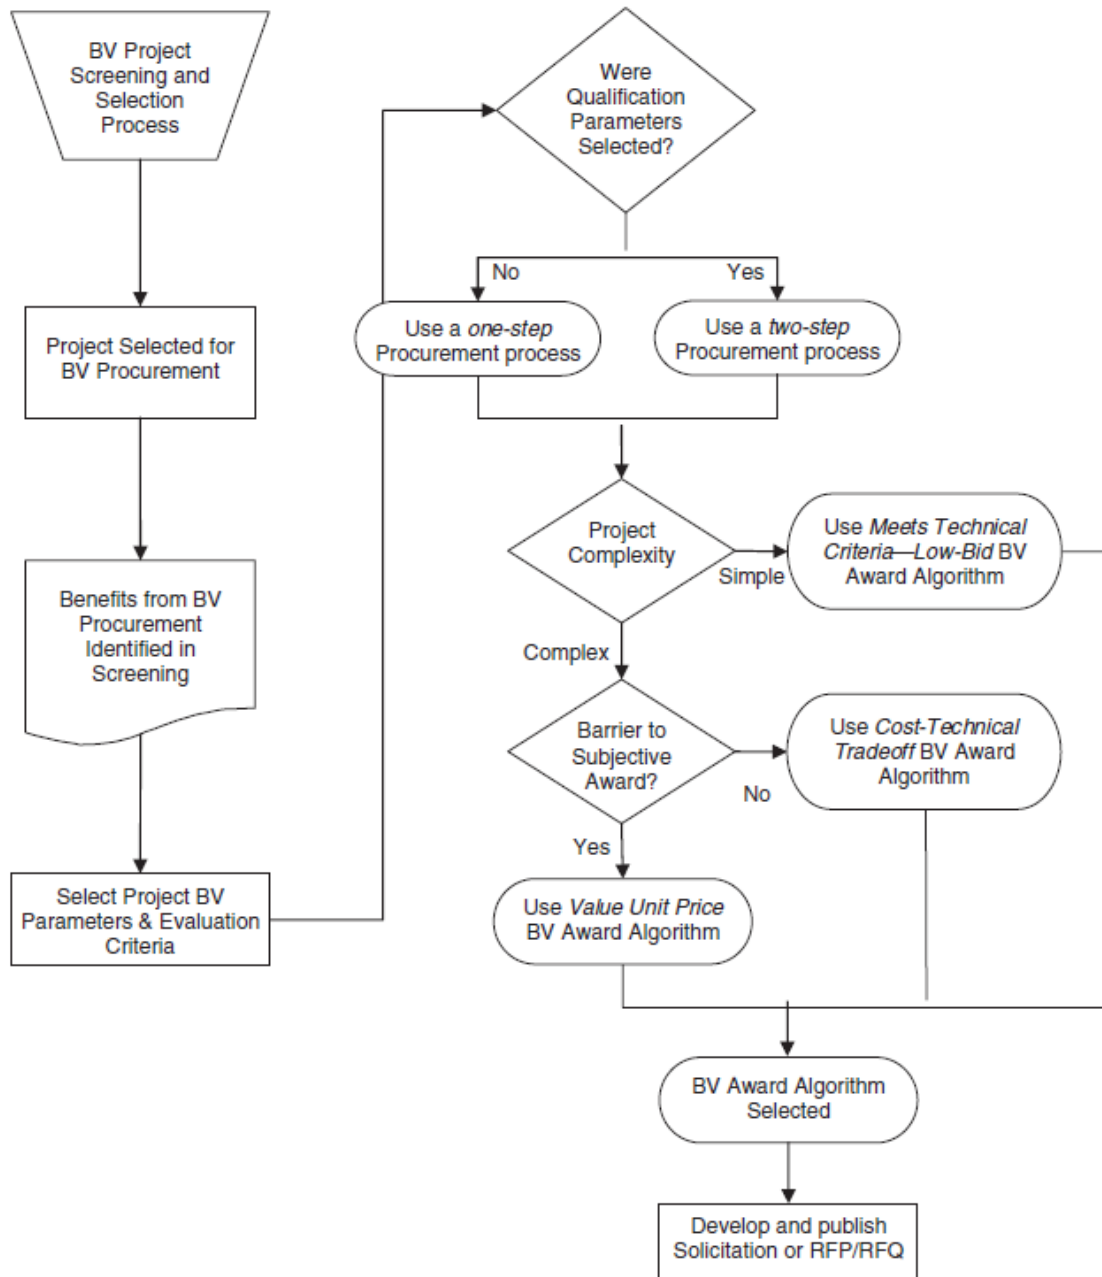 BV Project
Screening and
Selection
Process
Project Selected for
BV Procurement
Benefits from BV
Procurement
Identified in
Screening
Select Project BV
Parameters & Evaluation
Criteria
Were
Qualification
Parameters
Selected?
No
Yes
Use a one-step
Procurement process
Use a two-step
Procurement process
Project
Complexity
Simple
Use Meets Technical
Criteria—Low-Bid BV
Award Algorithm
Complex
Barrier to
Subjective
Award?
No
Use Cost-Technical
Tradeoff BV Award
Algorithm
Yes
Use Value Unit Price
BV Award Algorithm
BV Award Algorithm
Selected
Develop and publish
Solicitation or RFP/RFQ